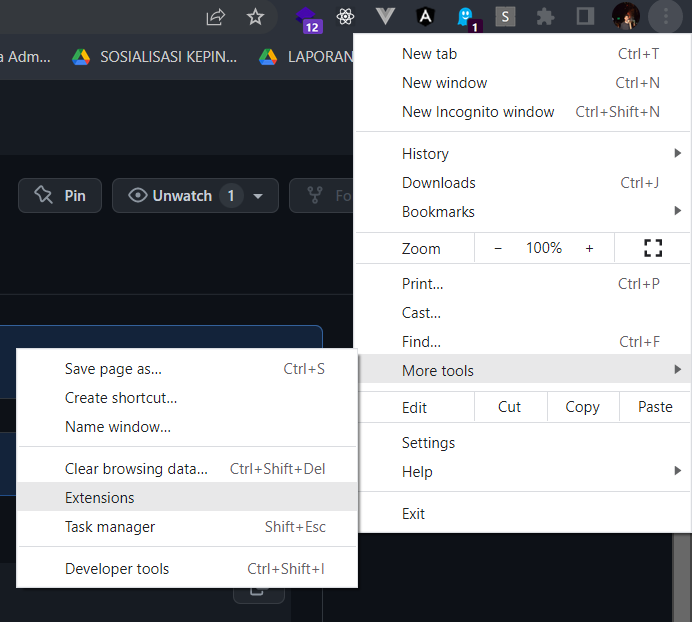 12
A
1
S
a Adm...
SOSIALISASI KEPIN...
LAPORAN
Pin
Unwatch 1
Fo
New tab Ctrl+T
New window Ctrl+N
New Incognito window Ctrl+Shift+N
History
Downloads Ctrl+J
Bookmarks
Zoom - 100% +
Print... Ctrl+P
Cast...
Find... Ctrl+F
More tools
Edit Cut Copy Paste
Settings
Help
Exit
Save page as... Ctrl+S
Create shortcut...
Name window...
Clear browsing data... Ctrl+Shift+Del
Extensions
Task manager Shift+Esc
Developer tools Ctrl+Shift+I